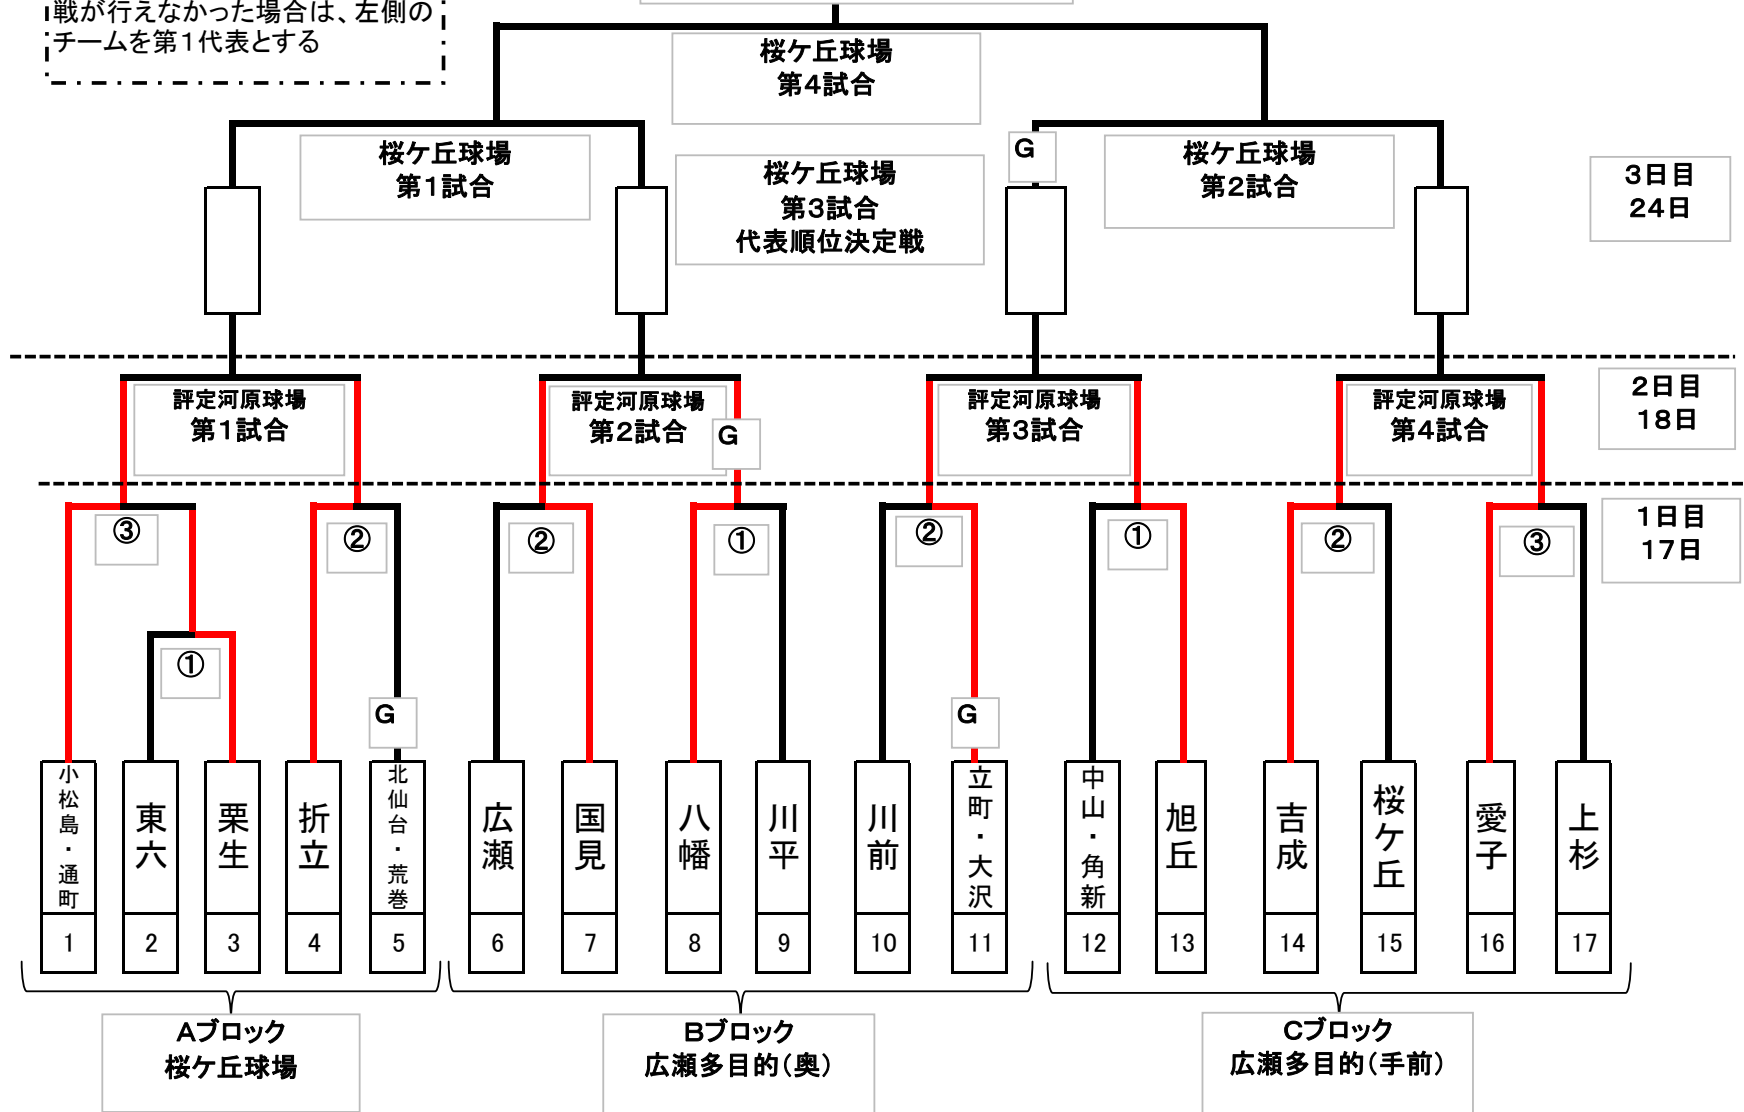 戦が行えなかった場合は、左側の
チームを第1代表とする
桜ケ丘球場
第4試合
桜ケ丘球場
第1試合
桜ケ丘球場
第3試合
代表順位決定戦
G
桜ケ丘球場
第2試合
3日目
24日
評定河原球場
第1試合
評定河原球場
第2試合
G
評定河原球場
第3試合
評定河原球場
第4試合
2日目
18日
③
②
②
①
②
①
②
③
1日目
17日
①
G
G
小松島・通町
東六
栗生
折立
北仙台・荒巻
広瀬
国見
八幡
川平
川前
立町・大沢
中山・角新
旭丘
吉成
桜ケ丘
愛子
上杉
1
2
3
4
5
6
7
8
9
10
11
12
13
14
15
16
17
Aブロック
桜ケ丘球場
Bブロック
広瀬多目的(奥)
Cブロック
広瀬多目的(手前)